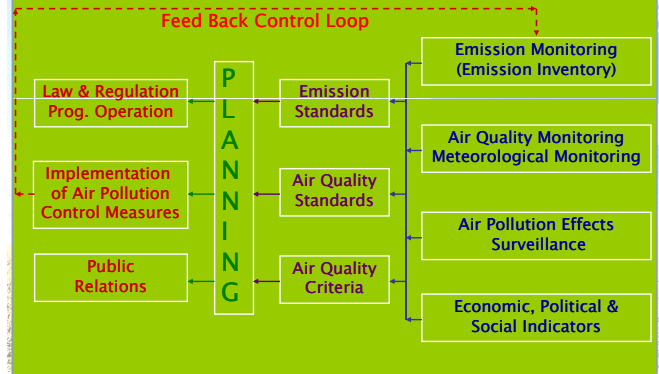 Feed Back Control Loop
Emission Monitoring
(Emission Inventory)
P
L
A
N
N
I
N
G
Law & Regulation
Prog. Operation
Emission
Standards
Air Quality Monitoring
Meteorological Monitoring
Implementation
of Air Pollution
Control Measures
Air Quality
Standards
Air Pollution Effects
Surveillance
Public
Relations
Air Quality
Criteria
Economic, Political &
Social Indicators